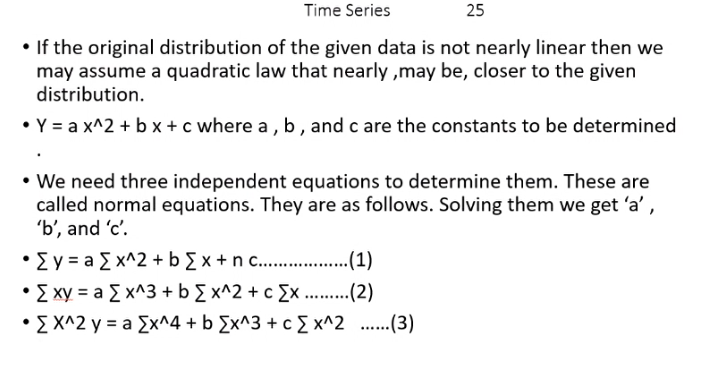 Time Series 25
• If the original distribution of the given data is not nearly linear then we
may assume a quadratic law that nearly ,may be, closer to the given
distribution.
• Y = a x^2 + b x + c where a , b , and c are the constants to be determined
.
• We need three independent equations to determine them. These are
called normal equations. They are as follows. Solving them we get ‘a’ ,
‘b’, and ‘c’.
• ∑ y = a ∑ x^2 + b ∑ x + n c...................(1)
• ∑ xy = a ∑ x^3 + b ∑ x^2 + c ∑x .........(2)
• ∑ X^2 y = a ∑x^4 + b ∑x^3 + c ∑ x^2 ......(3)